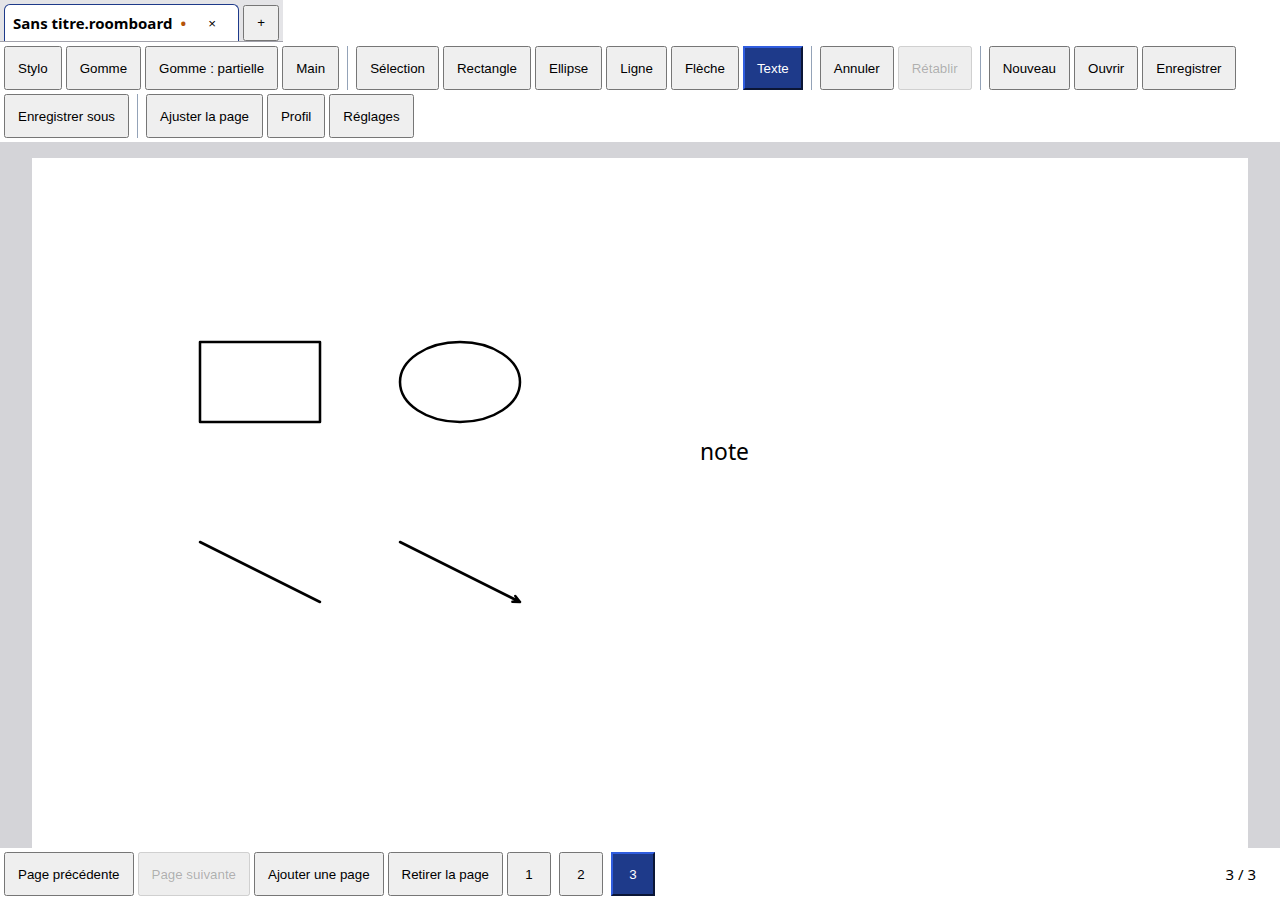 Sans titre.roomboard • × +
Stylo Gomme Gomme : partielle Main Sélection Rectangle Ellipse Ligne Flèche Texte Annuler Rétablir Nouveau Ouvrir Enregistrer
Enregistrer sous Ajuster la page Profil Réglages
note
Page précédente Page suivante Ajouter une page Retirer la page 1 2 3 3 / 3